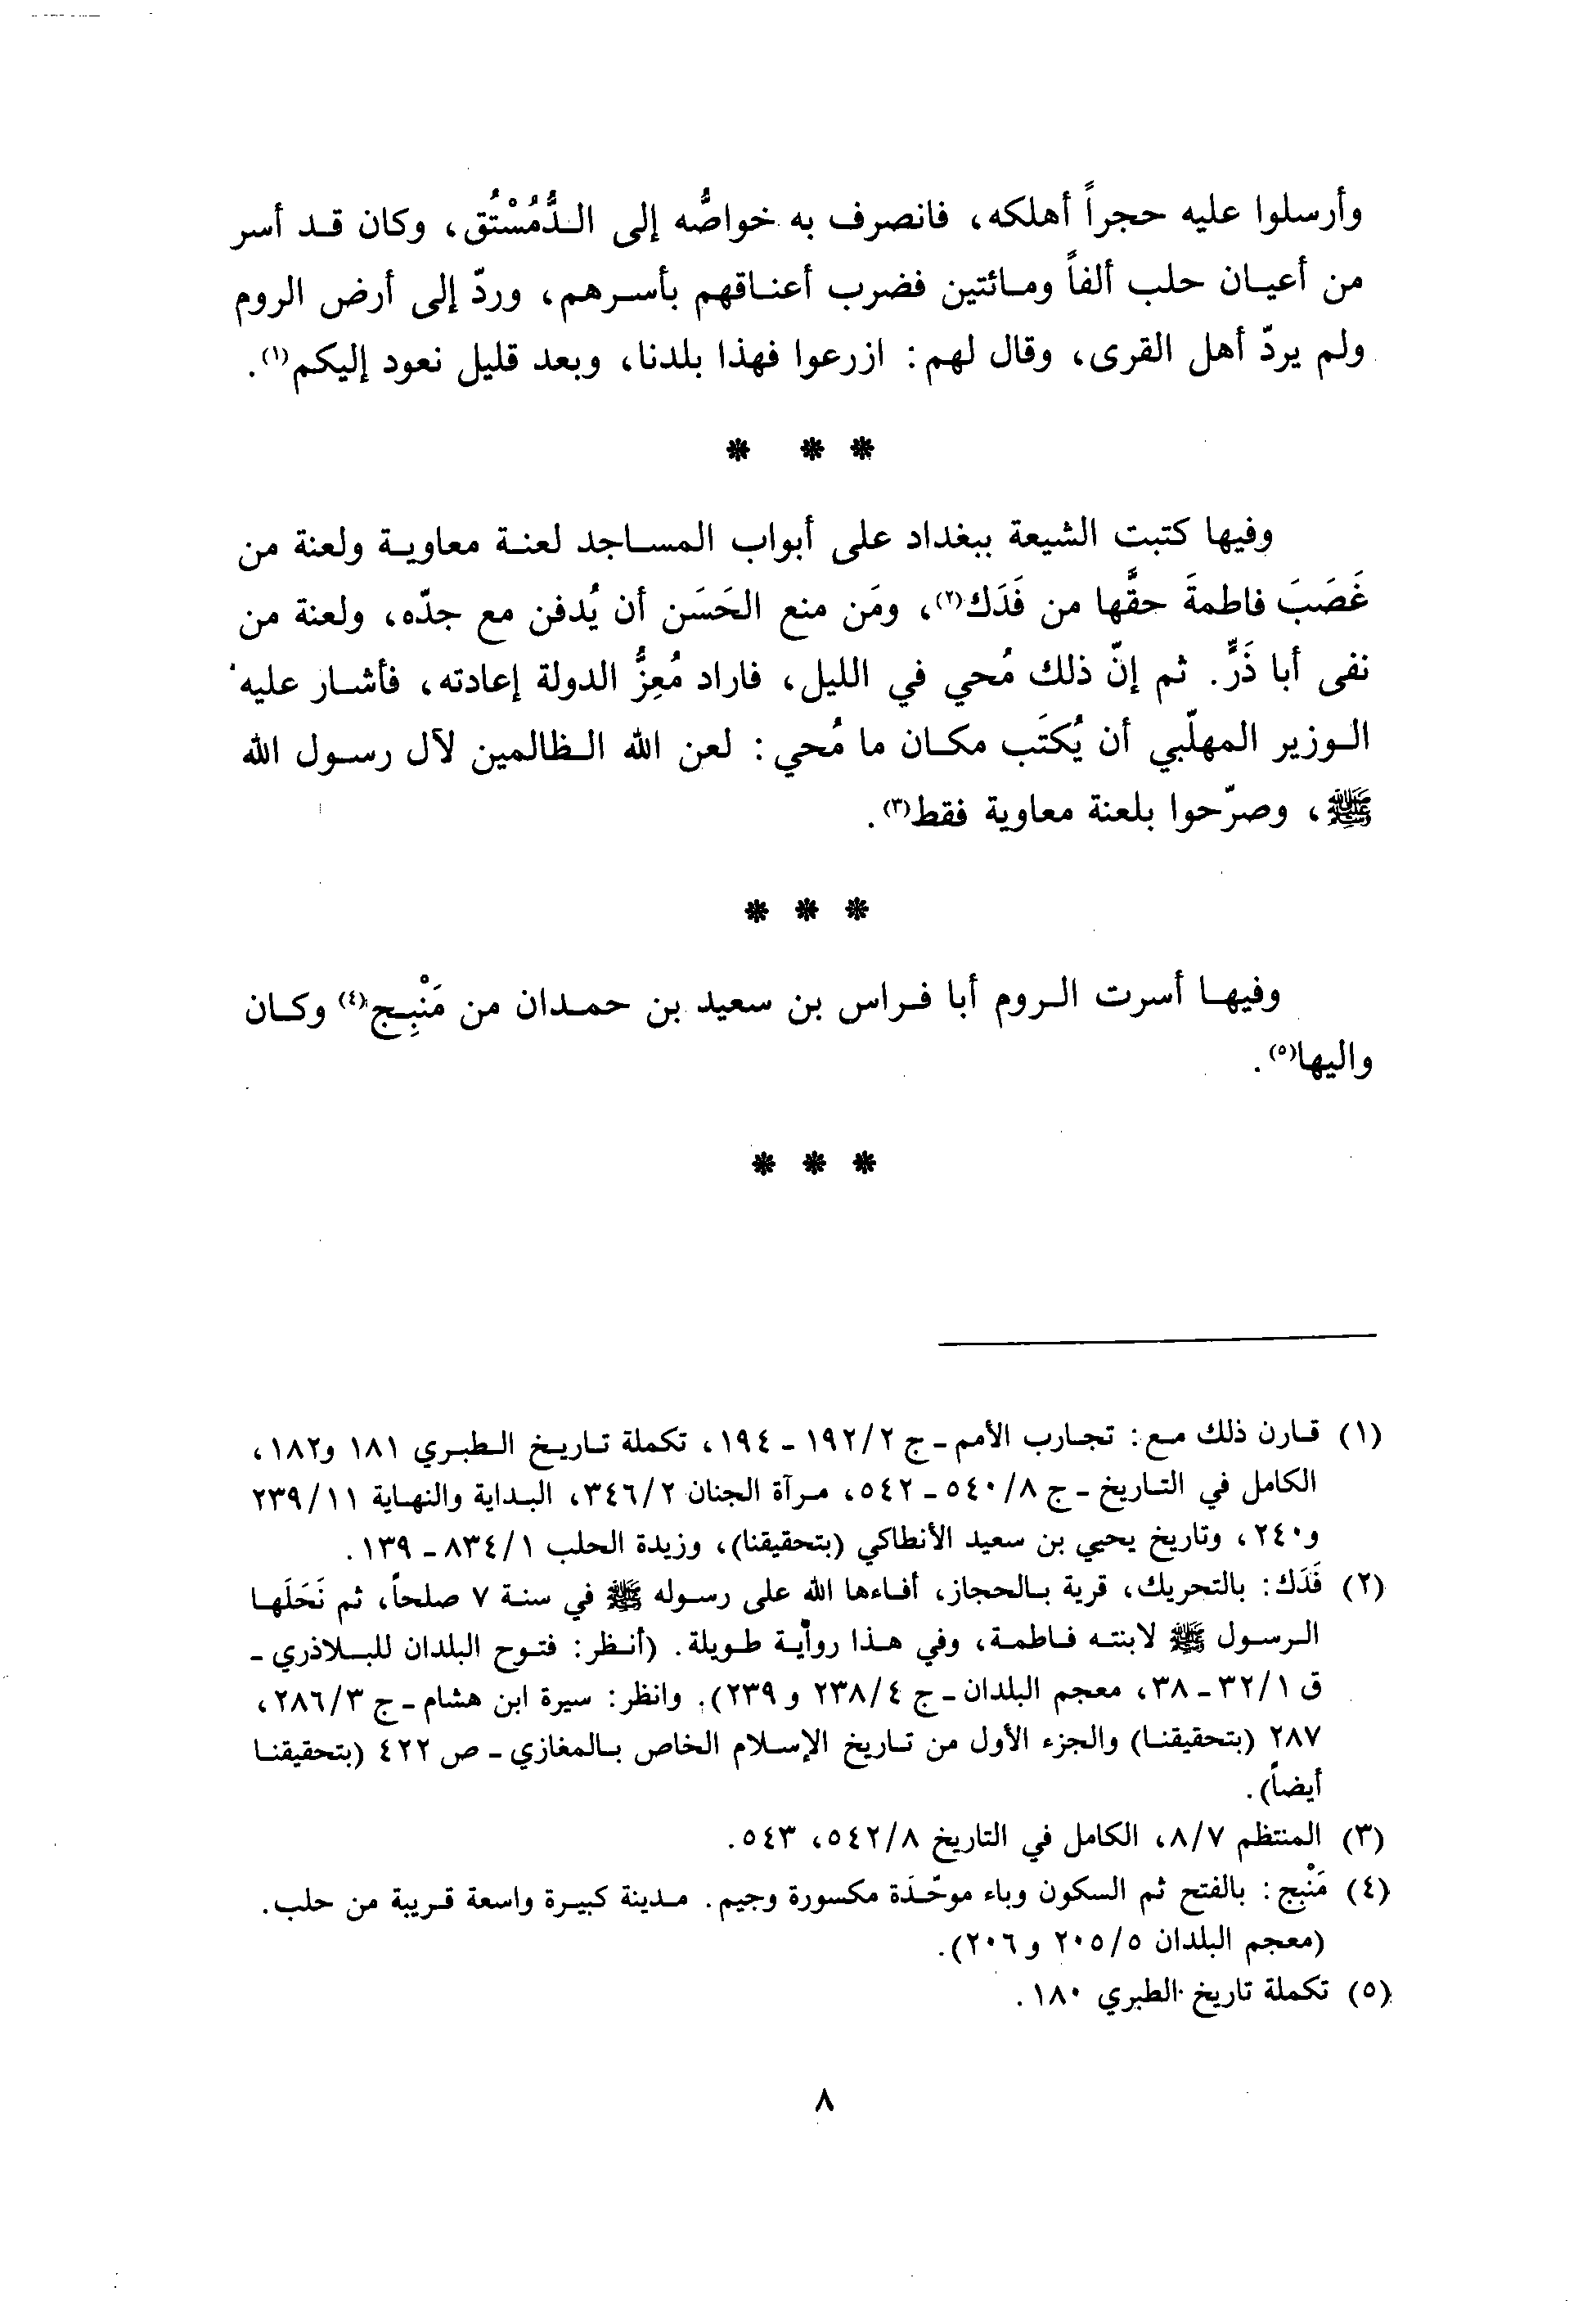 وأرسلوا عليه حجراً أهلكه، فانصرف به خواصُّه إلى الدُّمُسْتُق، وكان قد أسر
من أعيان حلب ألفاً ومائتين فضرب أعناقهم بأسرهم، وردّ إلى أرض الروم
ولم يردّ أهل القرى، وقال لهم: ازرعوا فهذا بلدنا، وبعد قليل نعود إليكم(١).
* * *
وفيها كتبت الشيعة ببغداد على أبواب المساجد لعنة معاوية ولعنة من
غَصَبَ فاطمةَ حقَّها من فَدَك(٢)، ومَن منع الحَسَن أن يُدفن مع جدّه، ولعنة من
نفى أبا ذَرٍّ. ثم إنّ ذلك مُحي في الليل، فاراد مُعِزُّ الدولة إعادته، فأشار عليه
الوزير المهلّبي أن يُكتَب مكان ما مُحي: لعن الله الظالمين لآل رسول الله
ﷺ، وصرّحوا بلعنة معاوية فقط(٣).
* * *
وفيها أسرت الروم أبا فراس بن سعيد بن حمدان من مَنْبِج(٤) وكان
واليها(٥).
* * *
(١) قارن ذلك مع: تجارب الأمم - ج ١٩٢/٢ - ١٩٤، تكملة تاريخ الطبري ١٨١ و١٨٢،
الكامل في التاريخ - ج ٥٤٠/٨ - ٥٤٢، مرآة الجنان ٣٤٦/٢، البداية والنهاية ٢٣٩/١١
و٢٤٠، وتاريخ يحيي بن سعيد الأنطاكي (بتحقيقنا)، وزيدة الحلب ٨٣٤/١ - ١٣٩.
(٢) فَدَك: بالتحريك، قرية بالحجاز، أفاءها الله على رسوله ﷺ في سنة ٧ صلحاً، ثم نَحَلَها
الرسول ﷺ لابنته فاطمة، وفي هذا رواية طويلة. (أنظر: فتوح البلدان للبلاذري -
ق ٣٢/١ - ٣٨، معجم البلدان - ج ٢٣٨/٤ و ٢٣٩). وانظر: سيرة ابن هشام - ج ٢٨٦/٣،
٢٨٧ (بتحقيقنا) والجزء الأول من تاريخ الإسلام الخاص بالمغازي - ص ٤٢٢ (بتحقيقنا
أيضاً).
(٣) المنتظم ٨/٧، الكامل في التاريخ ٥٤٢/٨، ٥٤٣.
(٤) مَنْبِج: بالفتح ثم السكون وباء موحّدَة مكسورة وجيم. مدينة كبيرة واسعة قريبة من حلب.
(معجم البلدان ٢٠٥/٥ و ٢٠٦).
(٥) تكملة تاريخ الطبري ١٨٠.
٨